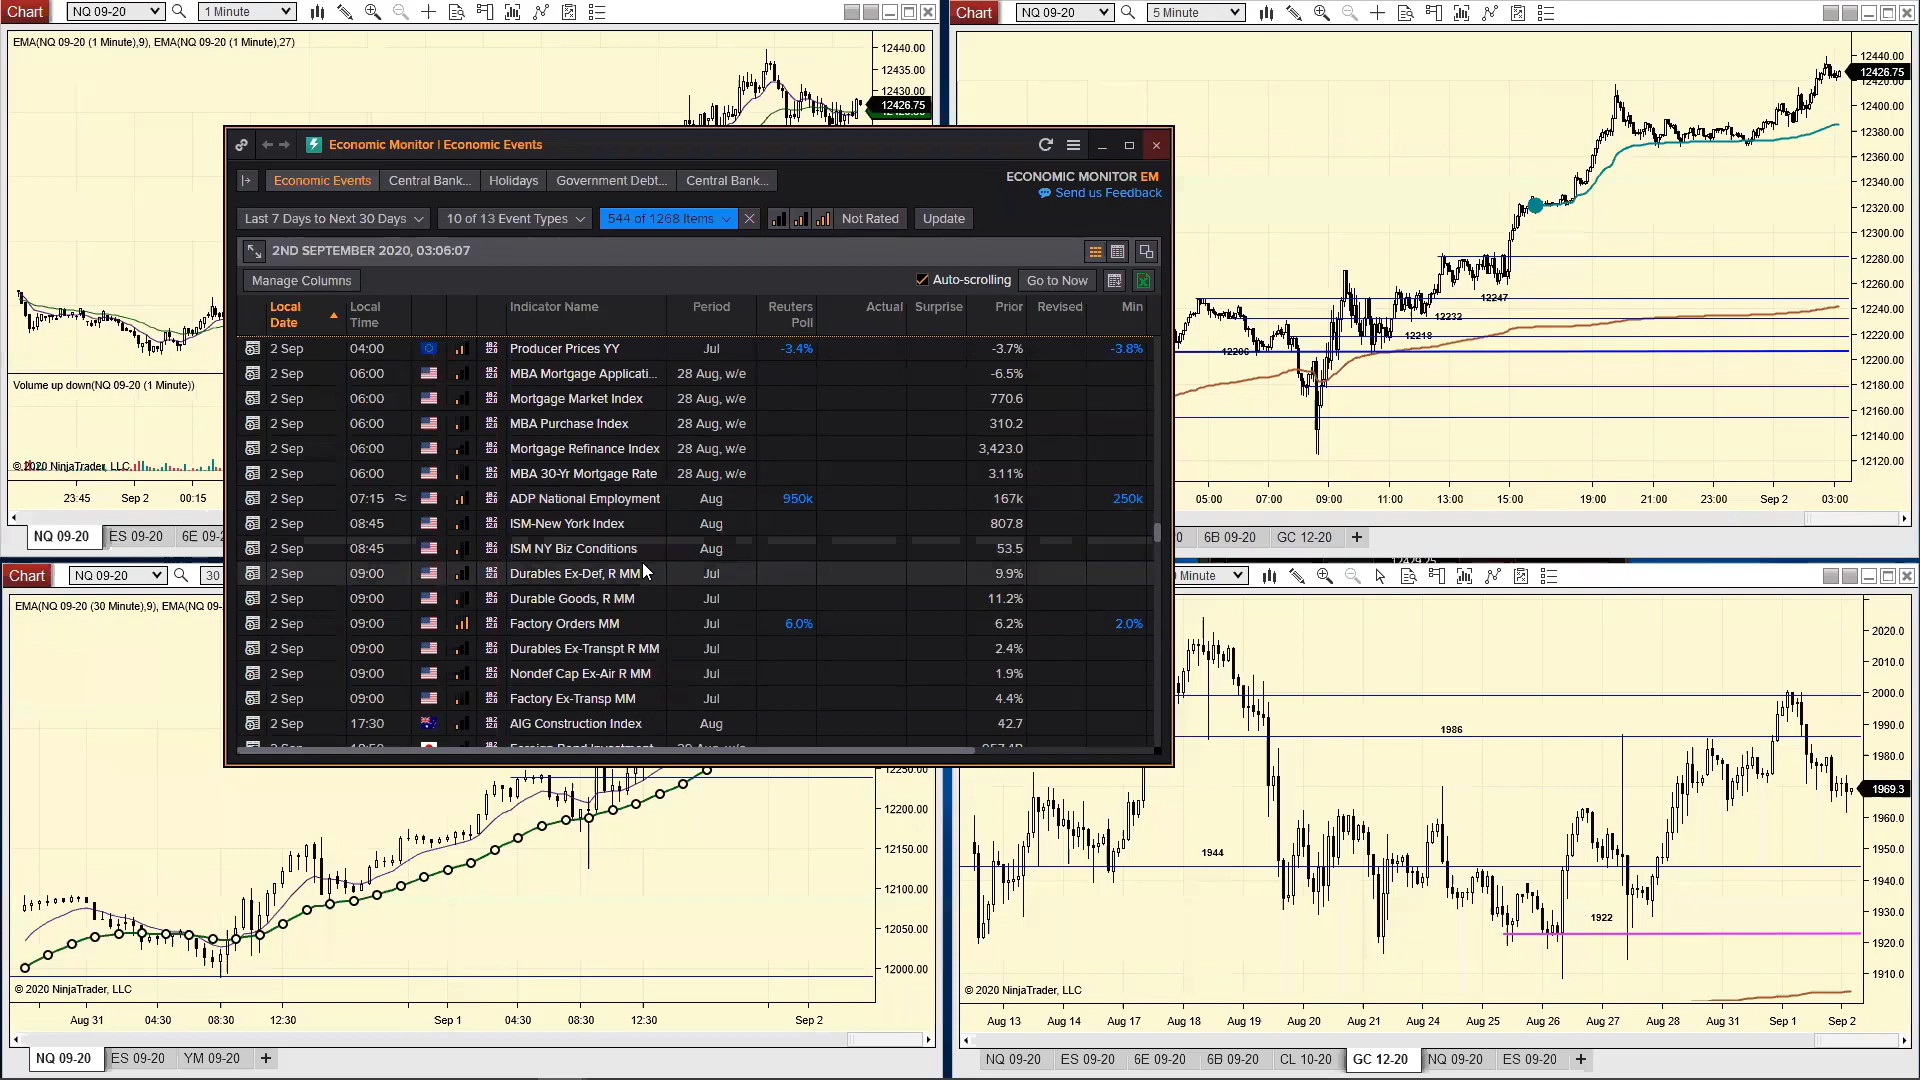 Chart NQ 09-20 1 Minute
EMA(NQ 09-20 (1 Minute),9), EMA(NQ 09-20 (1 Minute),27)
12440.00
12435.00
12430.00
12426.75
Volume up down(NQ 09-20 (1 Minute))
© 2020 NinjaTrader, LLC
23:45 Sep 2 00:15
NQ 09-20 ES 09-20 6E 09-2
Chart NQ 09-20 5 Minute
12440.00
12426.75
12400.00
12380.00
12360.00
12340.00
12320.00
12300.00
12280.00
12260.00
12240.00
12220.00
12200.00
12180.00
12160.00
12140.00
12120.00
12247
12232
12218
12206
05:00 07:00 09:00 11:00 13:00 15:00 19:00 21:00 23:00 Sep 2 03:00
6B 09-20 GC 12-20 +
Economic Monitor | Economic Events
Economic Events Central Bank... Holidays Government Debt... Central Bank...
ECONOMIC MONITOR EM
Send us Feedback
Last 7 Days to Next 30 Days 10 of 13 Event Types 544 of 1268 Items Not Rated Update
2ND SEPTEMBER 2020, 03:06:07
Manage Columns Auto-scrolling Go to Now
Local Date Local Time Indicator Name Period Reuters Poll Actual Surprise Prior Revised Min
2 Sep 04:00 Producer Prices YY Jul -3.4% -3.7% -3.8%
2 Sep 06:00 MBA Mortgage Applicati... 28 Aug, w/e -6.5%
2 Sep 06:00 Mortgage Market Index 28 Aug, w/e 770.6
2 Sep 06:00 MBA Purchase Index 28 Aug, w/e 310.2
2 Sep 06:00 Mortgage Refinance Index 28 Aug, w/e 3,423.0
2 Sep 06:00 MBA 30-Yr Mortgage Rate 28 Aug, w/e 3.11%
2 Sep 07:15 ≈ ADP National Employment Aug 950k 167k 250k
2 Sep 08:45 ISM-New York Index Aug 807.8
2 Sep 08:45 ISM NY Biz Conditions Aug 53.5
2 Sep 09:00 Durables Ex-Def, R MM Jul 9.9%
2 Sep 09:00 Durable Goods, R MM Jul 11.2%
2 Sep 09:00 Factory Orders MM Jul 6.0% 6.2% 2.0%
2 Sep 09:00 Durables Ex-Transpt R MM Jul 2.4%
2 Sep 09:00 Nondef Cap Ex-Air R MM Jul 1.9%
2 Sep 09:00 Factory Ex-Transp MM Jul 4.4%
2 Sep 17:30 AIG Construction Index Aug 42.7
Chart NQ 09-20 30
EMA(NQ 09-20 (30 Minute),9), EMA(NQ 09-20 (30 Minute),27)
12250.00
12200.00
12150.00
12100.00
12050.00
12000.00
© 2020 NinjaTrader, LLC
Aug 31 04:30 08:30 12:30 Sep 1 04:30 08:30 12:30 Sep 2
NQ 09-20 ES 09-20 YM 09-20 +
Minute
2020.0
2010.0
2000.0
1990.0
1980.0
1969.3
1960.0
1950.0
1940.0
1930.0
1920.0
1910.0
1986
1944
1922
© 2020 NinjaTrader, LLC
Aug 13 Aug 14 Aug 17 Aug 18 Aug 19 Aug 20 Aug 21 Aug 24 Aug 25 Aug 26 Aug 27 Aug 28 Aug 31 Sep 1 Sep 2
NQ 09-20 ES 09-20 6E 09-20 6B 09-20 CL 10-20 GC 12-20 NQ 09-20 ES 09-20 +